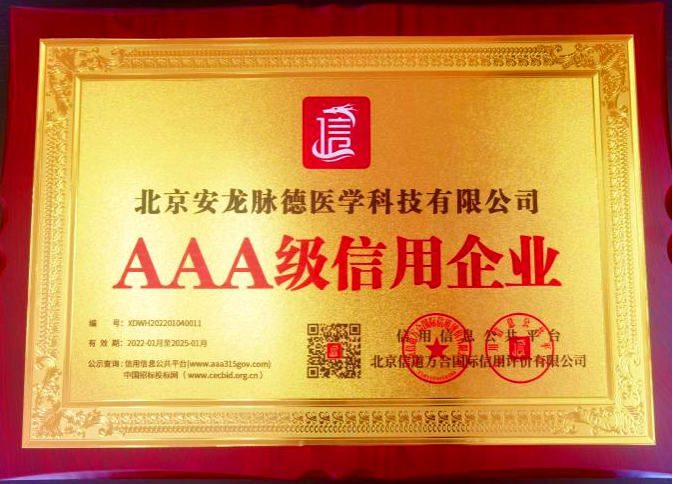 信
北京安龙脉德医学科技有限公司
AAA级信用企业
编 号：XDWH202201040011
有 效 期：2022-01月至2025-01月
公示查询：信用信息公共平台(www.aaa315gov.com)
中国招标投标网（www.cecbid.org.cn）
信用信息公共平台
北京信道万合国际信用评价有限公司